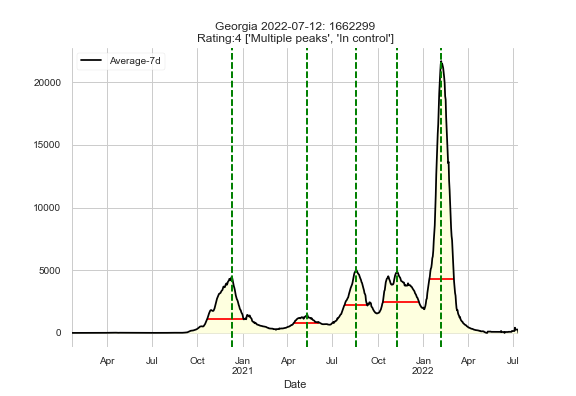 Georgia 2022-07-12: 1662299
Rating:4 ['Multiple peaks', 'In control']
Average-7d
20000
15000
10000
5000
0
Apr Jul Oct Jan Apr Jul Oct Jan Apr Jul
2021 2022
Date